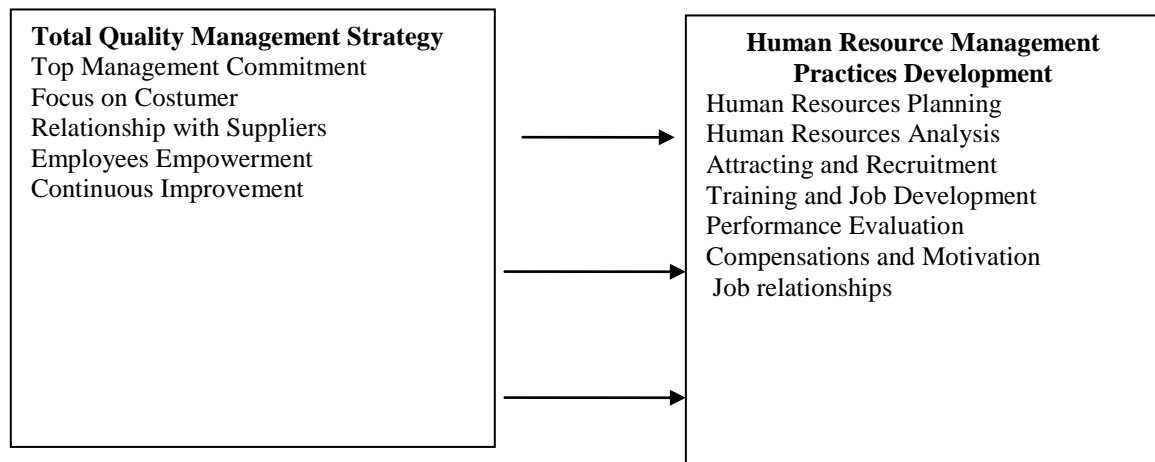 Total Quality Management Strategy
Top Management Commitment
Focus on Costumer
Relationship with Suppliers
Employees Empowerment
Continuous Improvement
Human Resource Management
Practices Development
Human Resources Planning
Human Resources Analysis
Attracting and Recruitment
Training and Job Development
Performance Evaluation
Compensations and Motivation
Job relationships